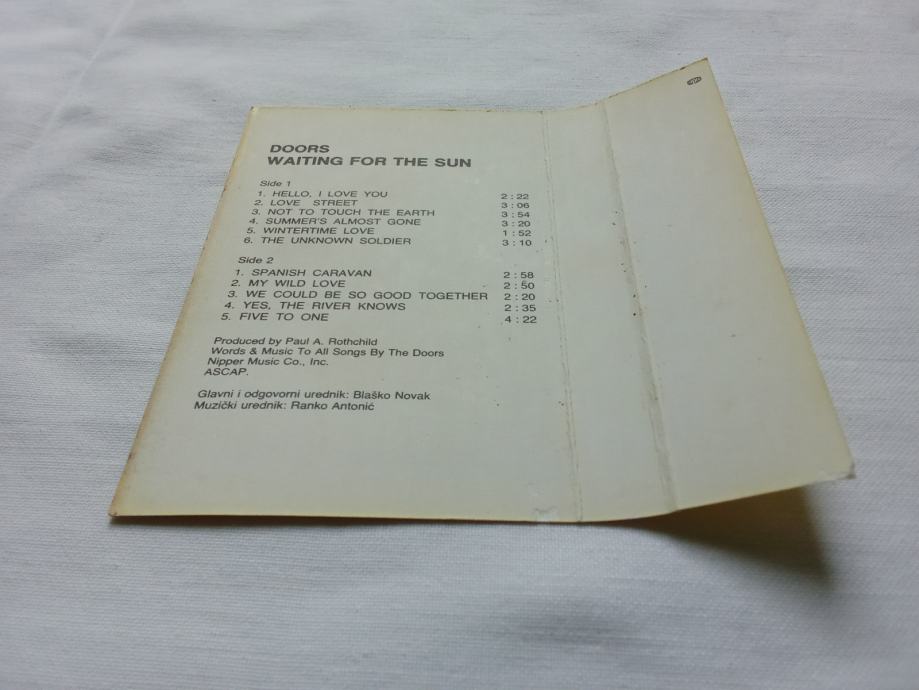 DOORS
WAITING FOR THE SUN
Side 1
1. HELLO, I LOVE YOU 2 : 22
2. LOVE STREET 3 : 06
3. NOT TO TOUCH THE EARTH 3 : 54
4. SUMMER'S ALMOST GONE 3 : 20
5. WINTERTIME LOVE 1 : 52
6. THE UNKNOWN SOLDIER 3 : 10
Side 2
1. SPANISH CARAVAN 2 : 58
2. MY WILD LOVE 2 : 50
3. WE COULD BE SO GOOD TOGETHER 2 : 20
4. YES, THE RIVER KNOWS 2 : 35
5. FIVE TO ONE 4 : 22
Produced by Paul A. Rothchild
Words & Music To All Songs By The Doors
Nipper Music Co., Inc.
ASCAP.
Glavni i odgovorni urednik: Blaško Novak
Muzički urednik: Ranko Antonić